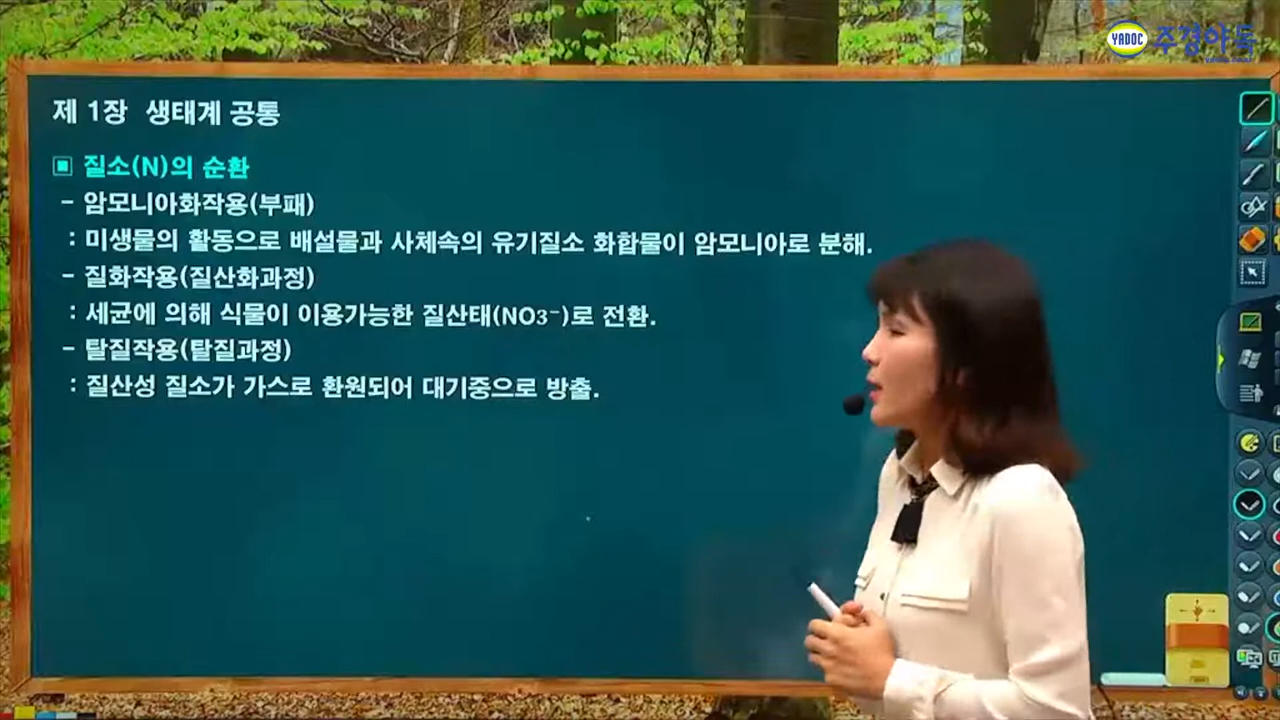 YADOC 주경야독
제 1장 생태계 공통
▣ 질소(N)의 순환
- 암모니아화작용(부패)
: 미생물의 활동으로 배설물과 사체속의 유기질소 화합물이 암모니아로 분해.
- 질화작용(질산화과정)
: 세균에 의해 식물이 이용가능한 질산태(NO3⁻)로 전환.
- 탈질작용(탈질과정)
: 질산성 질소가 가스로 환원되어 대기중으로 방출.